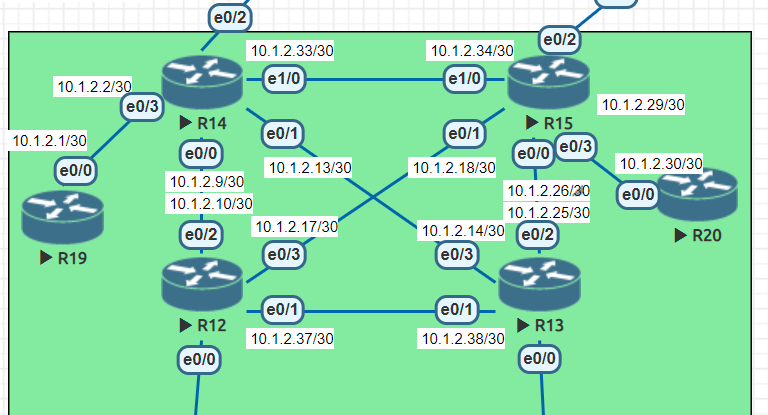 e0/2
10.1.2.33/30
10.1.2.34/30
e0/2
10.1.2.2/30
e1/0
e1/0
10.1.2.29/30
e0/3
R14
R15
10.1.2.1/30
e0/1
e0/1
e0/0
e0/0
e0/3
e0/0
10.1.2.13/30
10.1.2.18/30
10.1.2.30/30
10.1.2.9/30
10.1.2.26/30
e0/0
10.1.2.10/30
10.1.2.25/30
10.1.2.17/30
10.1.2.14/30
e0/2
e0/2
R20
R19
e0/3
e0/3
e0/1
e0/1
R12
R13
10.1.2.37/30
10.1.2.38/30
e0/0
e0/0